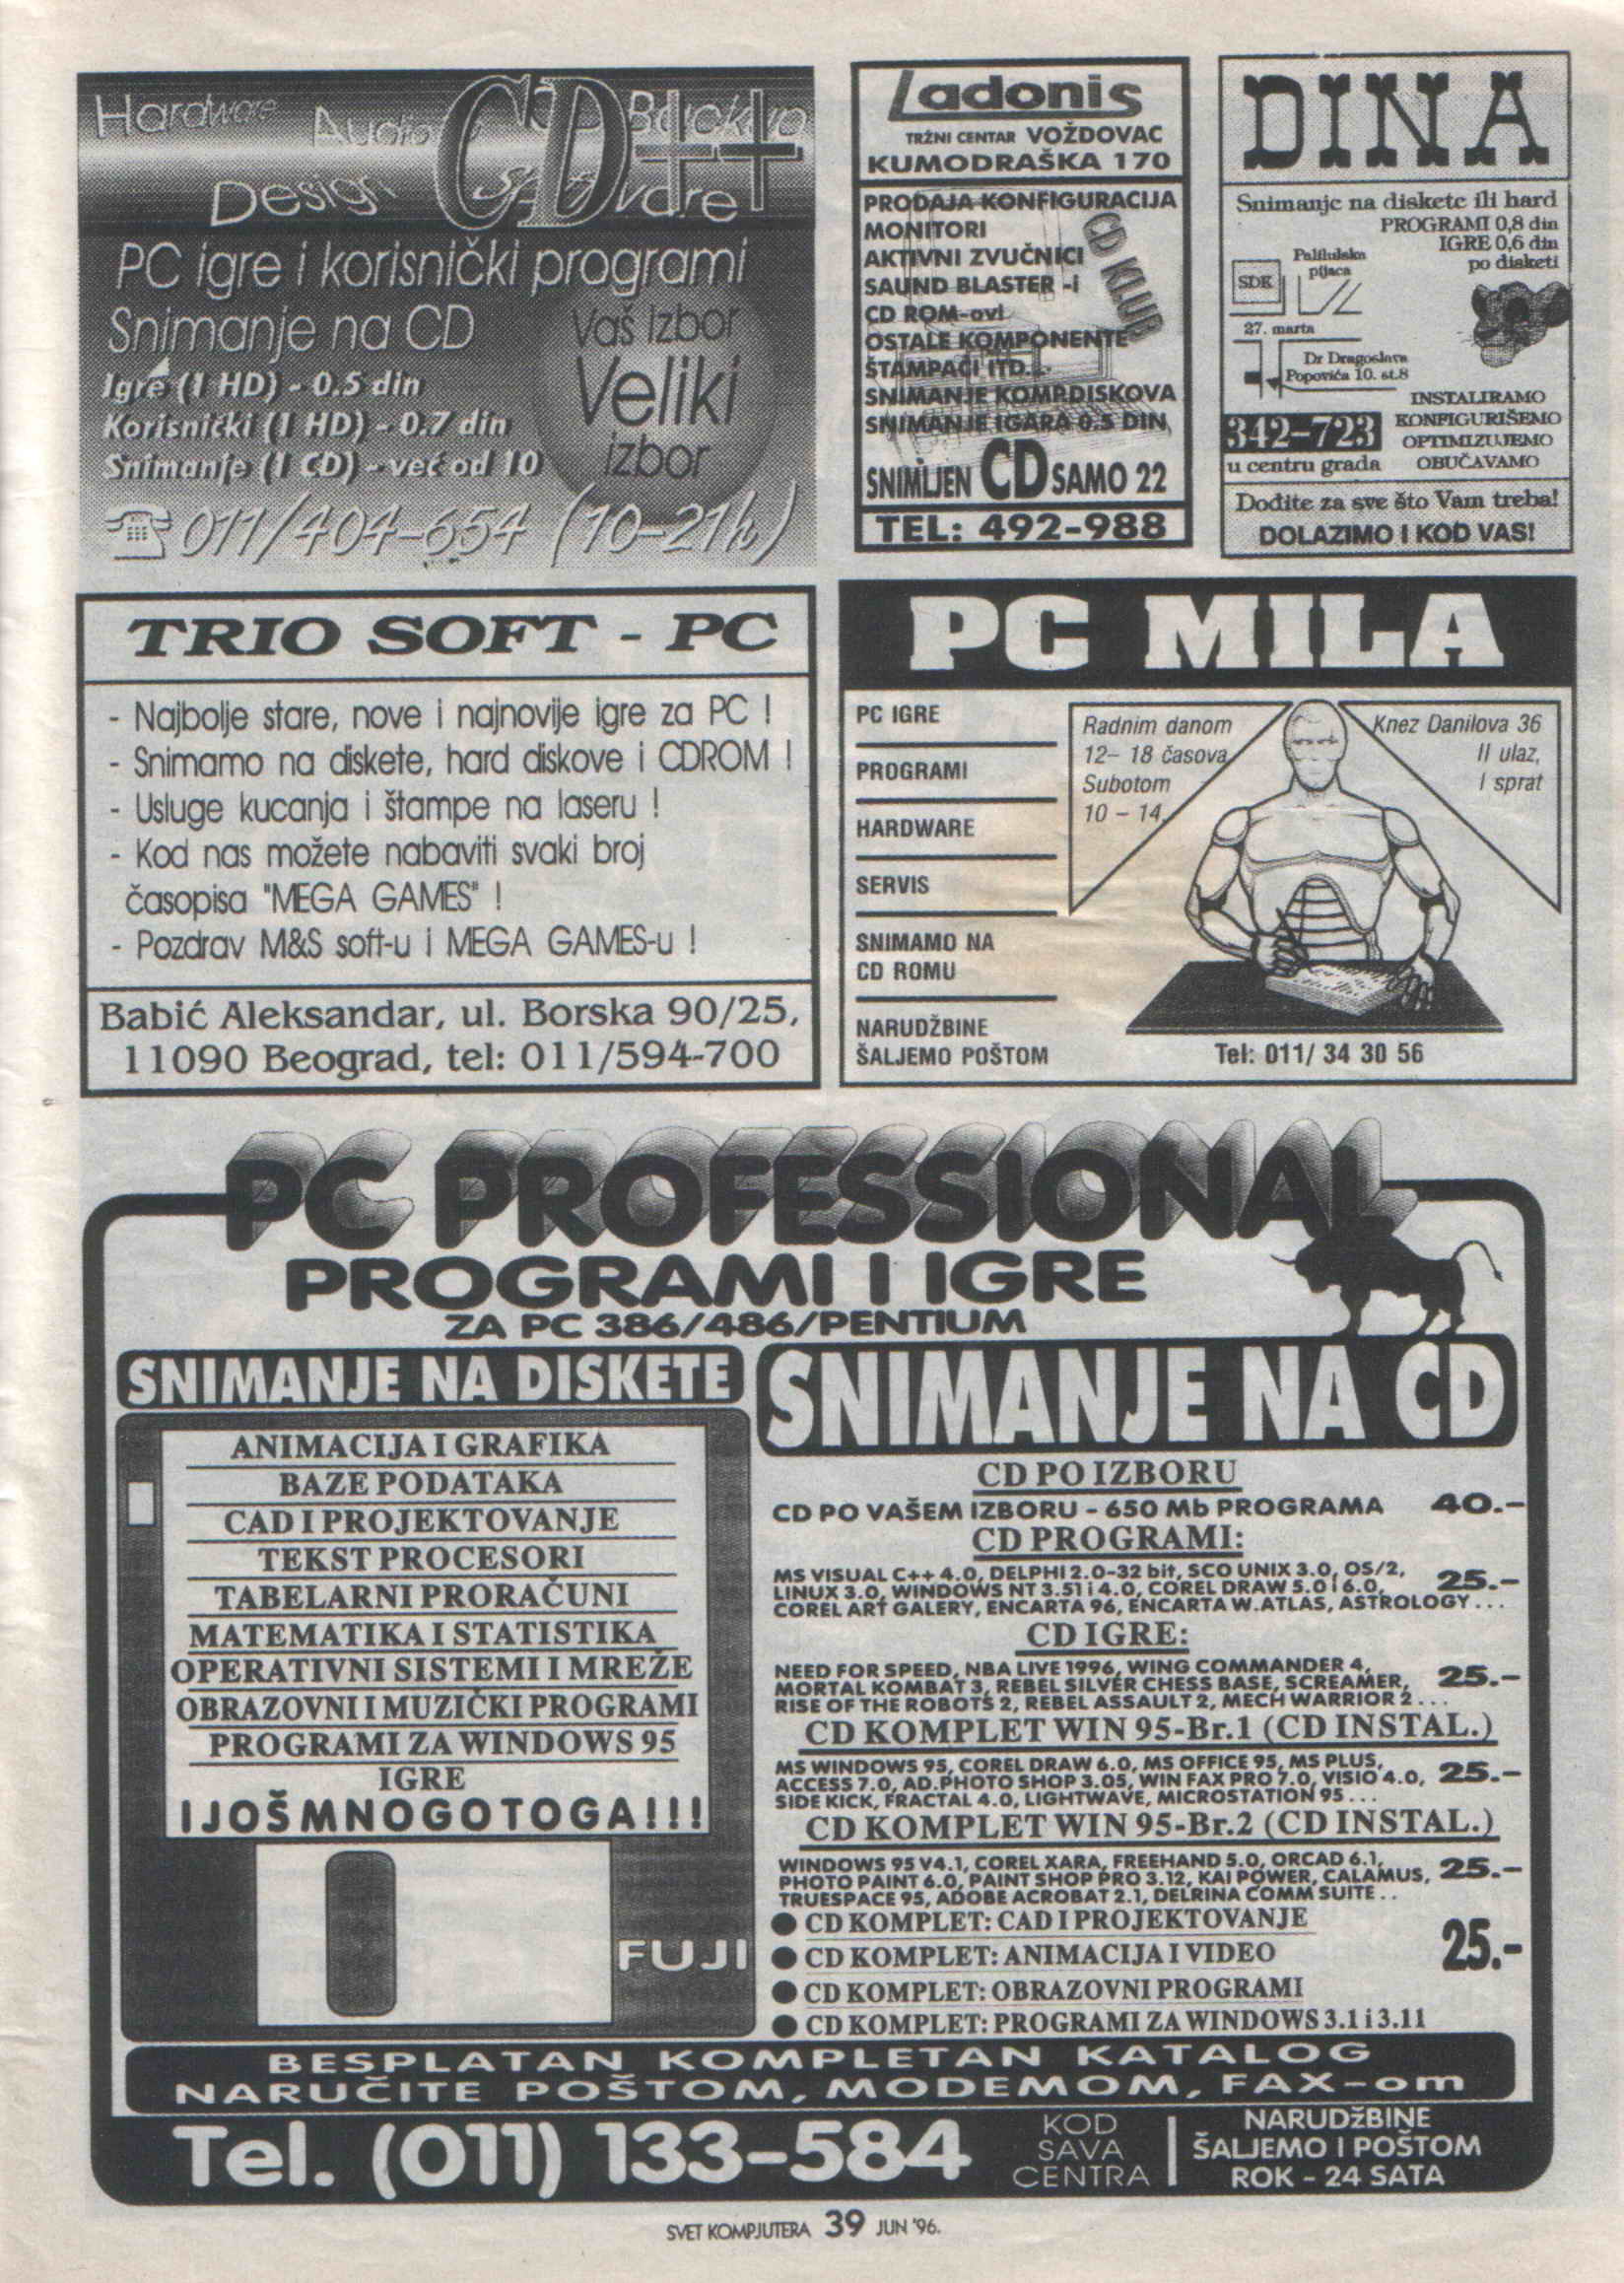 Hardware
Audio
Backup
CD++
Design
Software
PC igre i korisnički programi
Snimanje na CD
Igre (1 HD) - 0.5 din
Korisnički (1 HD) - 0.7 din
Snimanje (1 CD) - već od 10
Vaš izbor
Veliki
izbor
011/404-654 (10-21h)
Ladonis
TRŽNI CENTAR VOŽDOVAC
KUMODRAŠKA 170
PRODAJA KONFIGURACIJA
MONITORI
AKTIVNI ZVUČNICI
SAUND BLASTER -i
CD ROM-ovi
OSTALE KOMPONENTE
ŠTAMPAČI ITD.
SNIMANJE KOMP.DISKOVA
SNIMANJE IGARA 0.5 DIN
CD KLUB
SNIMLJEN CD SAMO 22
TEL: 492-988
DINA
Snimanje na diskete ili hard
PROGRAMI 0,8 din
IGRE 0,6 din
po disketi
Palilulska
pijaca
SDK
27. marta
Dr Dragoslava
Popovića 10. st.8
342-723
u centru grada
INSTALIRAMO
KONFIGURIŠEMO
OPTIMIZUJEMO
OBUČAVAMO
Dođite za sve što Vam treba!
DOLAZIMO I KOD VAS!
TRIO SOFT - PC
- Najbolje stare, nove i najnovije igre za PC !
- Snimamo na diskete, hard diskove i CDROM !
- Usluge kucanja i štampe na laseru !
- Kod nas možete nabaviti svaki broj
časopisa "MEGA GAMES" !
- Pozdrav M&S soft-u i MEGA GAMES-u !
Babić Aleksandar, ul. Borska 90/25,
11090 Beograd, tel: 011/594-700
PC MILA
PC IGRE
PROGRAMI
HARDWARE
SERVIS
SNIMAMO NA
CD ROMU
NARUDŽBINE
ŠALJEMO POŠTOM
Radnim danom
12- 18 časova
Subotom
10 - 14
Knez Danilova 36
II ulaz,
I sprat
Tel: 011/ 34 30 56
PC PROFESSIONAL
PROGRAMI I IGRE
ZA PC 386/486/PENTIUM
SNIMANJE NA DISKETE
ANIMACIJA I GRAFIKA
BAZE PODATAKA
CAD I PROJEKTOVANJE
TEKST PROCESORI
TABELARNI PRORAČUNI
MATEMATIKA I STATISTIKA
OPERATIVNI SISTEMI I MREŽE
OBRAZOVNI I MUZIČKI PROGRAMI
PROGRAMI ZA WINDOWS 95
IGRE
I JOŠ MNOGO TOGA!!!
FUJI
SNIMANJE NA CD
CD PO IZBORU
CD PO VAŠEM IZBORU - 650 Mb PROGRAMA 40.-
CD PROGRAMI:
MS VISUAL C++ 4.0, DELPHI 2.0-32 bit, SCO UNIX 3.0, OS/2,
LINUX 3.0, WINDOWS NT 3.51 i 4.0, COREL DRAW 5.0 i 6.0, 25.-
COREL ART GALERY, ENCARTA 96, ENCARTA W.ATLAS, ASTROLOGY...
CD IGRE:
NEED FOR SPEED, NBA LIVE 1996, WING COMMANDER 4,
MORTAL KOMBAT 3, REBEL SILVER CHESS BASE, SCREAMER, 25.-
RISE OF THE ROBOTS 2, REBEL ASSAULT 2, MECH WARRIOR 2...
CD KOMPLET WIN 95-Br.1 (CD INSTAL.)
MS WINDOWS 95, COREL DRAW 6.0, MS OFFICE 95, MS PLUS,
ACCESS 7.0, AD.PHOTO SHOP 3.05, WIN FAX PRO 7.0, VISIO 4.0, 25.-
SIDE KICK, FRACTAL 4.0, LIGHTWAVE, MICROSTATION 95...
CD KOMPLET WIN 95-Br.2 (CD INSTAL.)
WINDOWS 95 V4.1, COREL XARA, FREEHAND 5.0, ORCAD 6.1,
PHOTO PAINT 6.0, PAINT SHOP PRO 3.12, KAI POWER, CALAMUS, 25.-
TRUESPACE 95, ADOBE ACROBAT 2.1, DELRINA COMM SUITE..
● CD KOMPLET: CAD I PROJEKTOVANJE
● CD KOMPLET: ANIMACIJA I VIDEO 25.-
● CD KOMPLET: OBRAZOVNI PROGRAMI
● CD KOMPLET: PROGRAMI ZA WINDOWS 3.1 i 3.11
BESPLATAN KOMPLETAN KATALOG
NARUČITE POŠTOM, MODEMOM, FAX-om
Tel. (011) 133-584
KOD
SAVA
CENTRA
NARUDŽBINE
ŠALJEMO I POŠTOM
ROK - 24 SATA
SVET KOMPJUTERA 39 JUN '96.